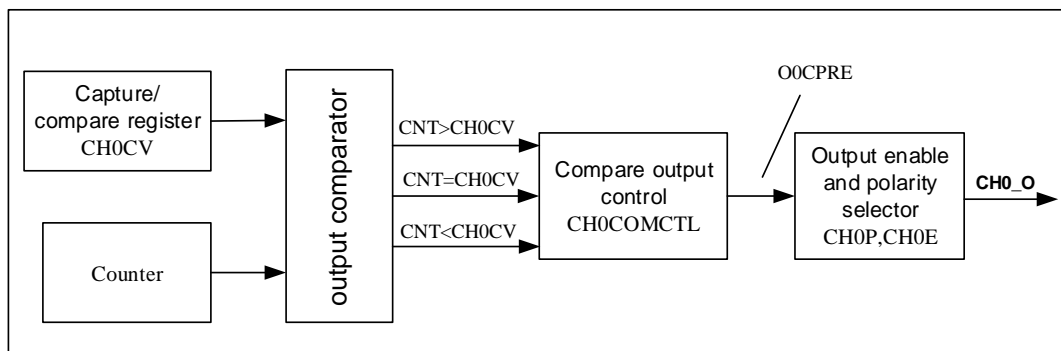 Capture/
compare register
CH0CV
Counter
output comparator
CNT>CH0CV
CNT=CH0CV
CNT<CH0CV
Compare output
control
CH0COMCTL
O0CPRE
Output enable
and polarity
selector
CH0P,CH0E
CH0_O